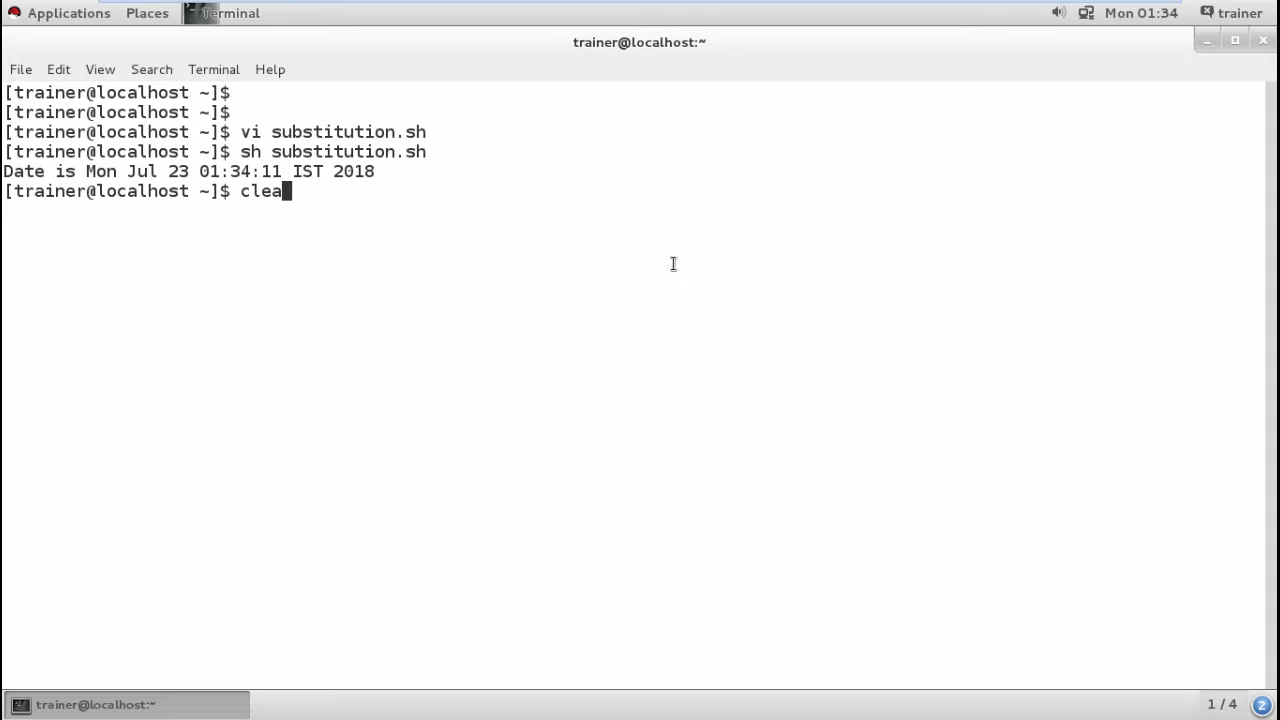 Applications Places Terminal Mon 01:34 trainer
trainer@localhost:~
File Edit View Search Terminal Help
[trainer@localhost ~]$
[trainer@localhost ~]$
[trainer@localhost ~]$ vi substitution.sh
[trainer@localhost ~]$ sh substitution.sh
Date is Mon Jul 23 01:34:11 IST 2018
[trainer@localhost ~]$ clea
trainer@localhost:~ 1 / 4 2